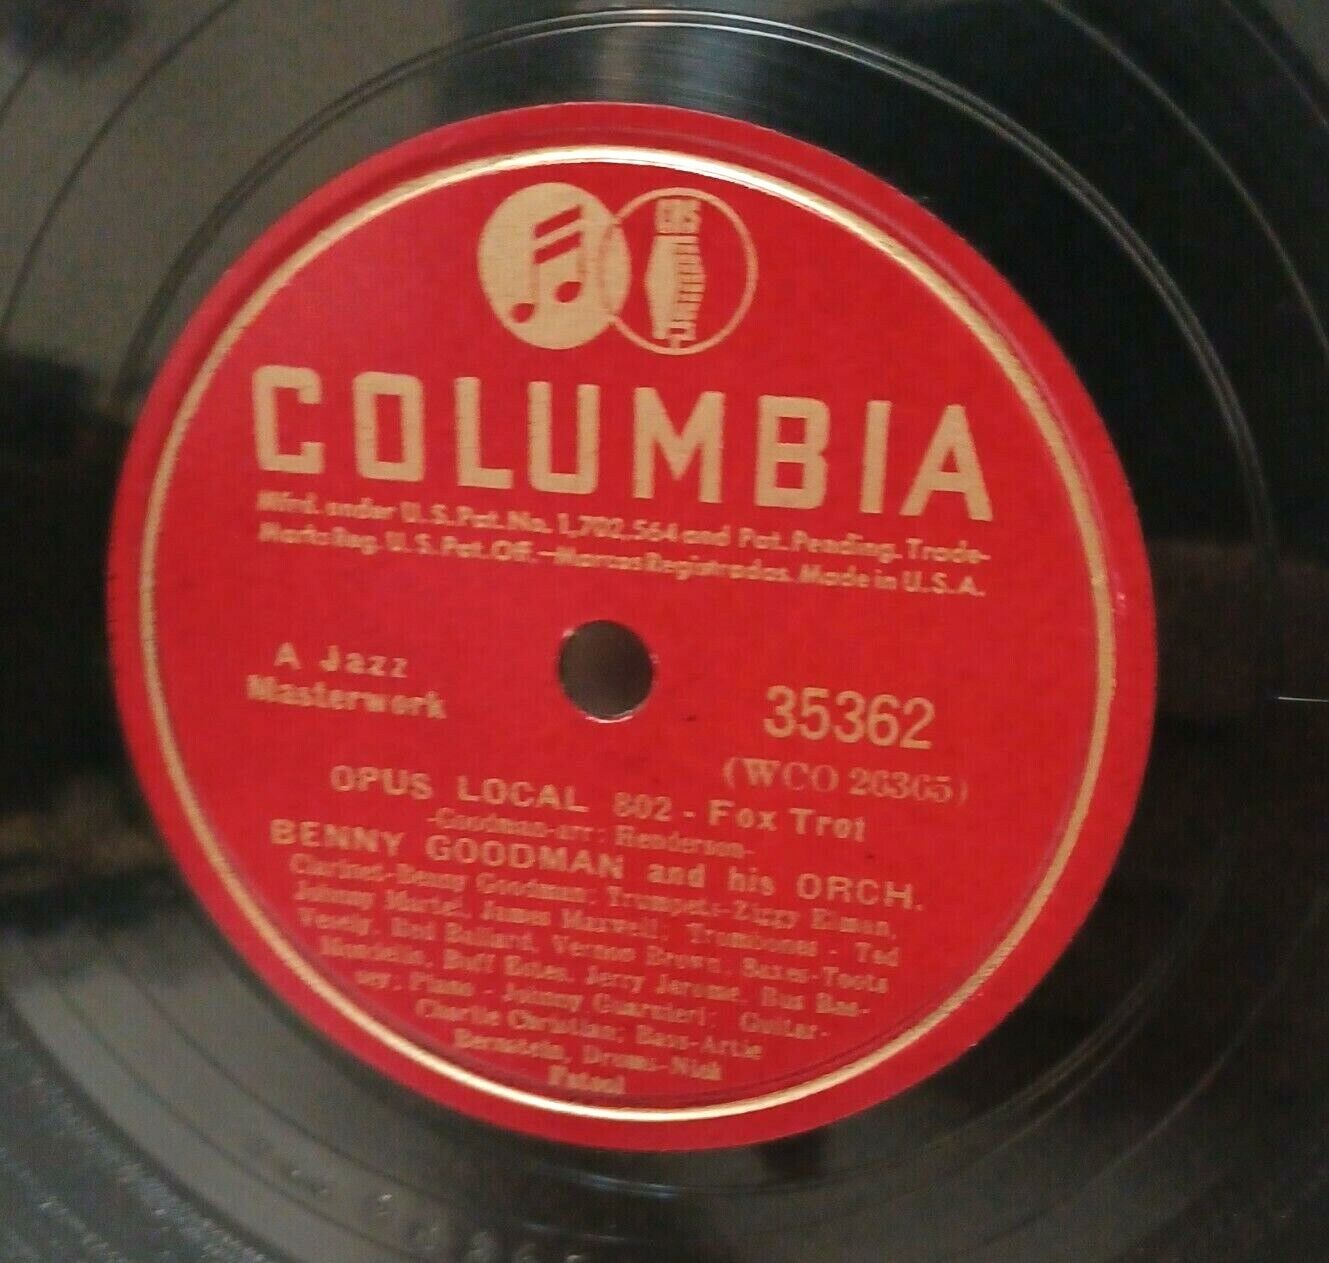 CBS
COLUMBIA
Mfrd. under U.S. Pat. No. 1,702,564 and Pat. Pending. Trade-
Marks Reg. U.S. Pat. Off.-Marcas Registradas. Made in U.S.A.
A Jazz
Masterwork
35362
(WCO 26365)
OPUS LOCAL 802 - Fox Trot
-Goodman-arr: Henderson-
BENNY GOODMAN and his ORCH.
Clarinet-Benny Goodman; Trumpets-Ziggy Elman,
Johnny Martel, James Maxwell; Trombones - Ted
Vesely, Red Ballard, Vernon Brown, Saxes-Toots
Mondello, Buff Estes, Jerry Jerome, Bus Bas-
sey; Piano - Johnny Guarnieri; Guitar-
Charlie Christian; Bass-Artie
Bernstein, Drums-Nick
Fatool